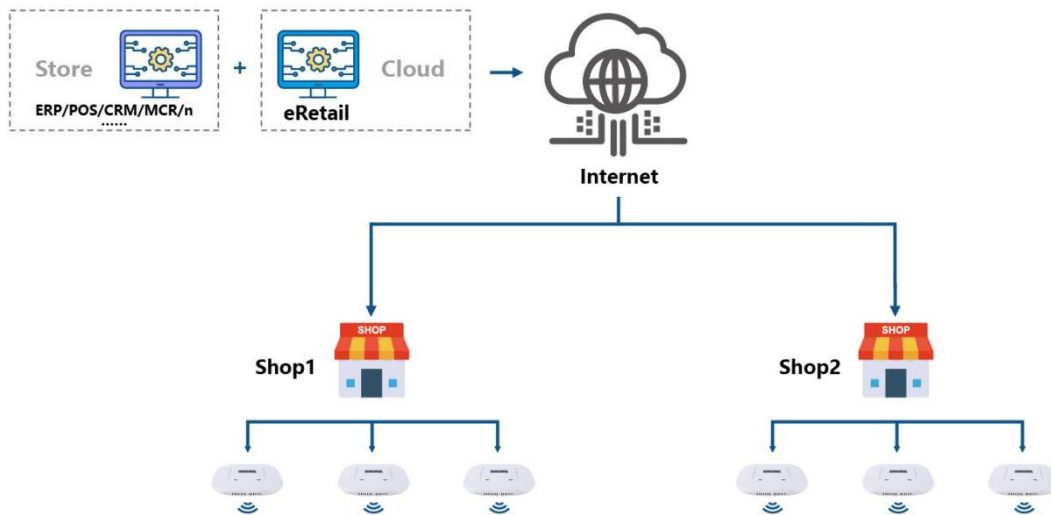 Store
ERP/POS/CRM/MCR/n
......
+
eRetail
Cloud
Internet
SHOP
Shop1
SHOP
Shop2